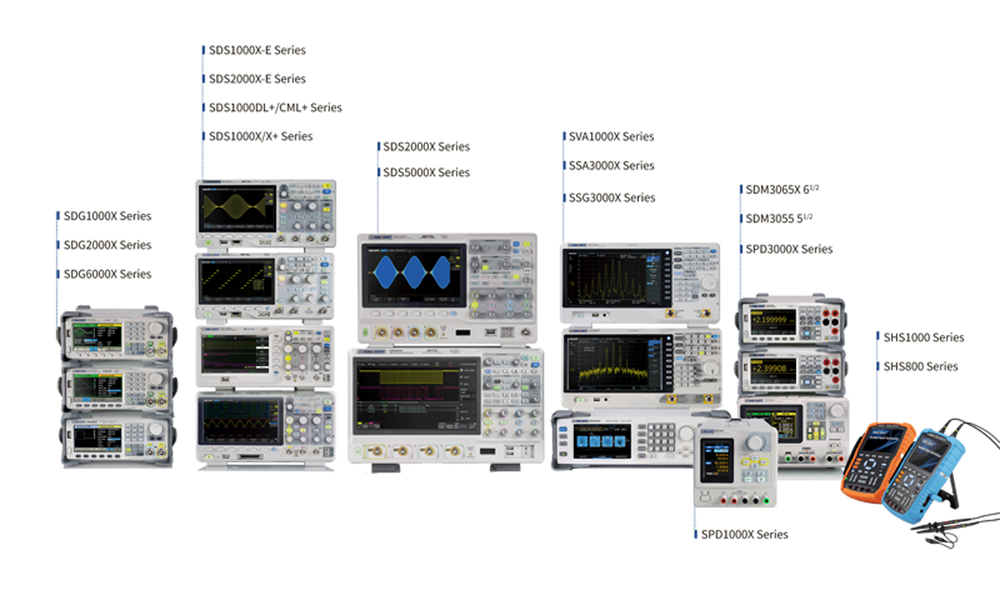 SDS1000X-E Series
SDS2000X-E Series
SDS1000DL+/CML+ Series
SDS1000X/X+ Series
SDS2000X Series
SDS5000X Series
SVA1000X Series
SSA3000X Series
SSG3000X Series
SDM3065X 6 1/2
SDM3055 5 1/2
SPD3000X Series
SDG1000X Series
SDG2000X Series
SDG6000X Series
+2.199999
+2.39908
SHS1000 Series
SHS800 Series
SPD1000X Series